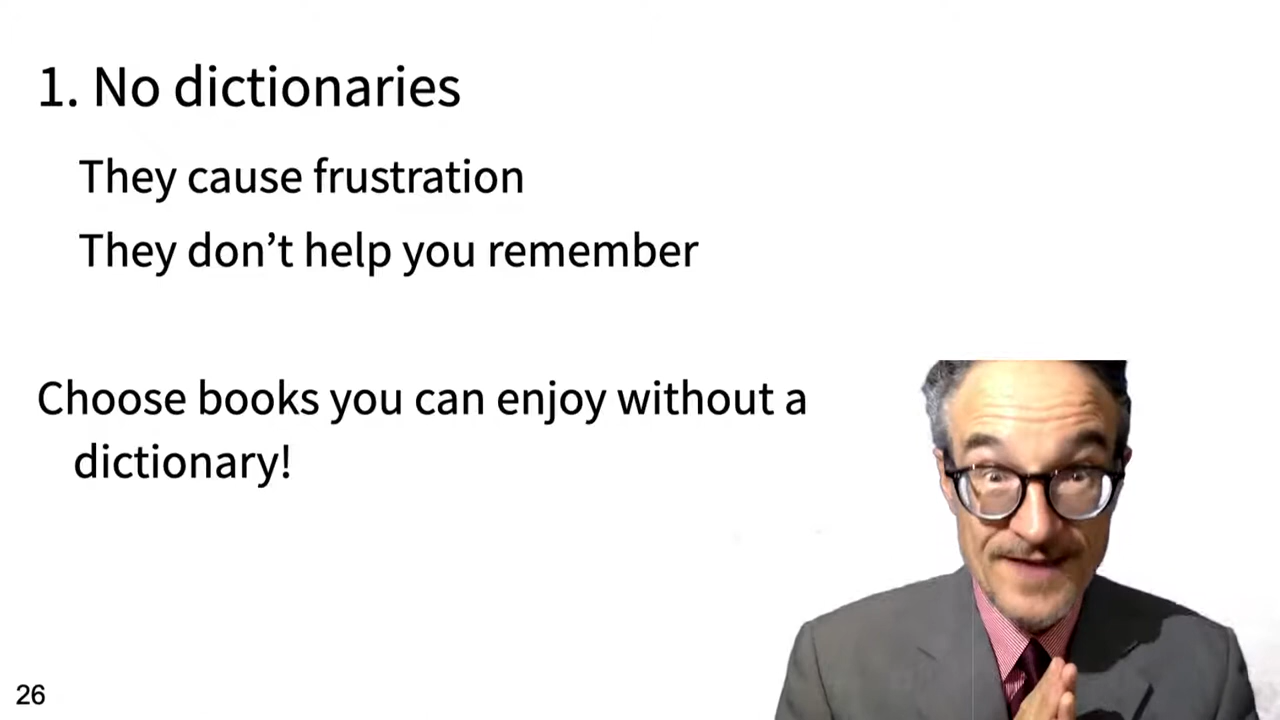 1. No dictionaries
They cause frustration
They don’t help you remember
Choose books you can enjoy without a
dictionary!
26